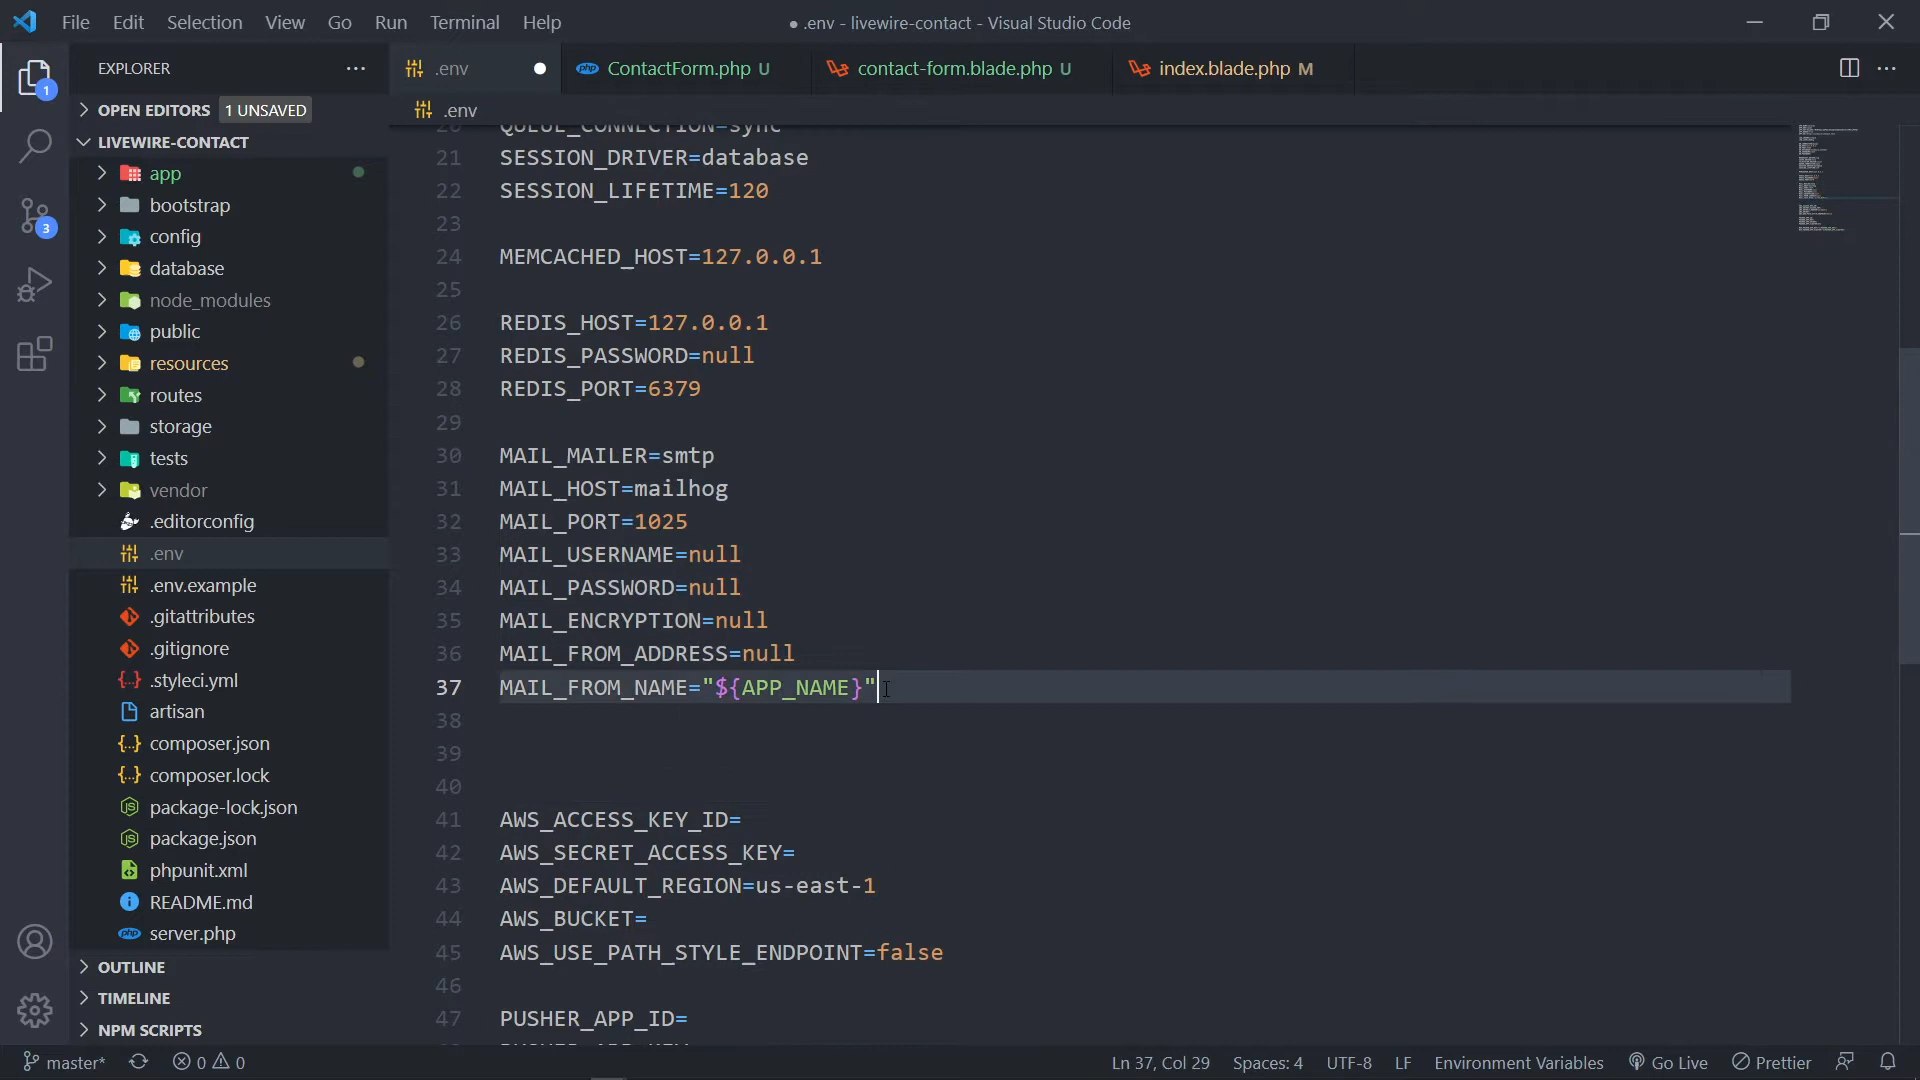 File Edit Selection View Go Run Terminal Help
● .env - livewire-contact - Visual Studio Code
EXPLORER
.env
ContactForm.php U
contact-form.blade.php U
index.blade.php M
1
OPEN EDITORS 1 UNSAVED
.env
LIVEWIRE-CONTACT
app
bootstrap
config
database
node_modules
public
resources
routes
storage
tests
vendor
.editorconfig
.env
.env.example
.gitattributes
.gitignore
.styleci.yml
artisan
composer.json
composer.lock
package-lock.json
package.json
phpunit.xml
README.md
server.php
OUTLINE
TIMELINE
NPM SCRIPTS
3
20 QUEUE_CONNECTION=sync
21 SESSION_DRIVER=database
22 SESSION_LIFETIME=120
23
24 MEMCACHED_HOST=127.0.0.1
25
26 REDIS_HOST=127.0.0.1
27 REDIS_PASSWORD=null
28 REDIS_PORT=6379
29
30 MAIL_MAILER=smtp
31 MAIL_HOST=mailhog
32 MAIL_PORT=1025
33 MAIL_USERNAME=null
34 MAIL_PASSWORD=null
35 MAIL_ENCRYPTION=null
36 MAIL_FROM_ADDRESS=null
37 MAIL_FROM_NAME="${APP_NAME}"
38
39
40
41 AWS_ACCESS_KEY_ID=
42 AWS_SECRET_ACCESS_KEY=
43 AWS_DEFAULT_REGION=us-east-1
44 AWS_BUCKET=
45 AWS_USE_PATH_STYLE_ENDPOINT=false
46
47 PUSHER_APP_ID=
master* 0 0
Ln 37, Col 29 Spaces: 4 UTF-8 LF Environment Variables Go Live Prettier